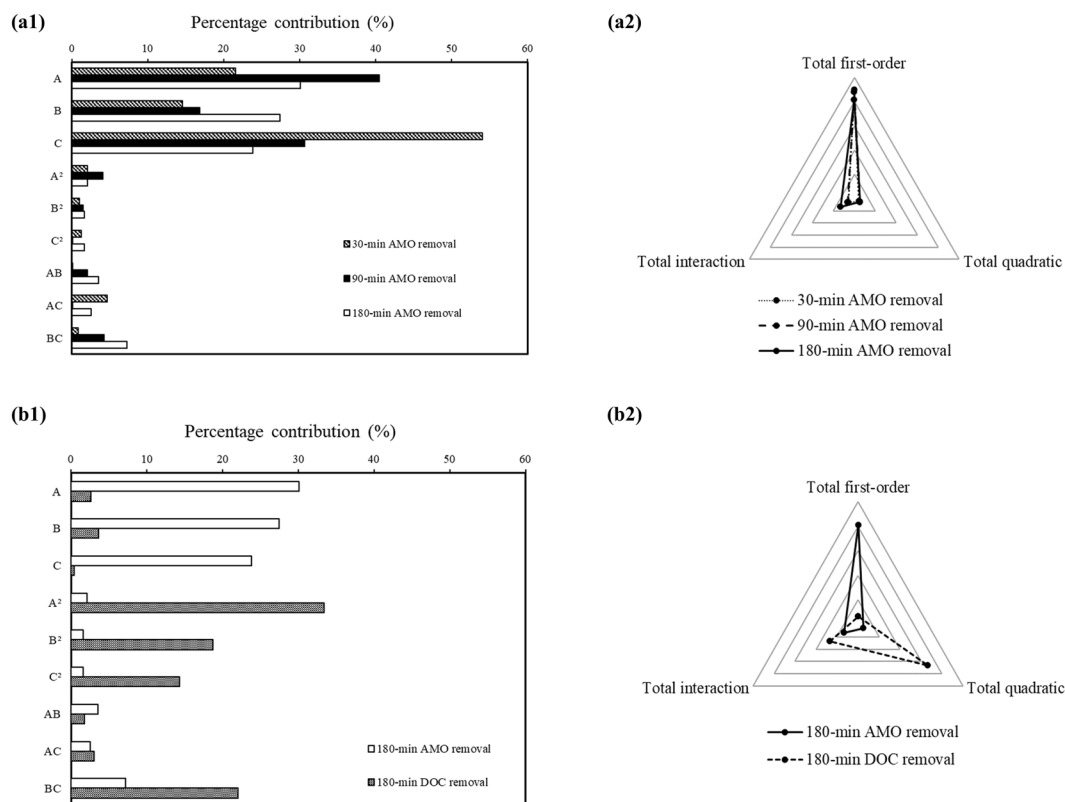 (a1)
Percentage contribution (%)
0 10 20 30 40 50 60
A
B
C
A²
B²
C²
AB
AC
BC
30-min AMO removal
90-min AMO removal
180-min AMO removal
(a2)
Total first-order
Total interaction
Total quadratic
30-min AMO removal
90-min AMO removal
180-min AMO removal
(b1)
Percentage contribution (%)
0 10 20 30 40 50 60
A
B
C
A²
B²
C²
AB
AC
BC
180-min AMO removal
180-min DOC removal
(b2)
Total first-order
Total interaction
Total quadratic
180-min AMO removal
180-min DOC removal